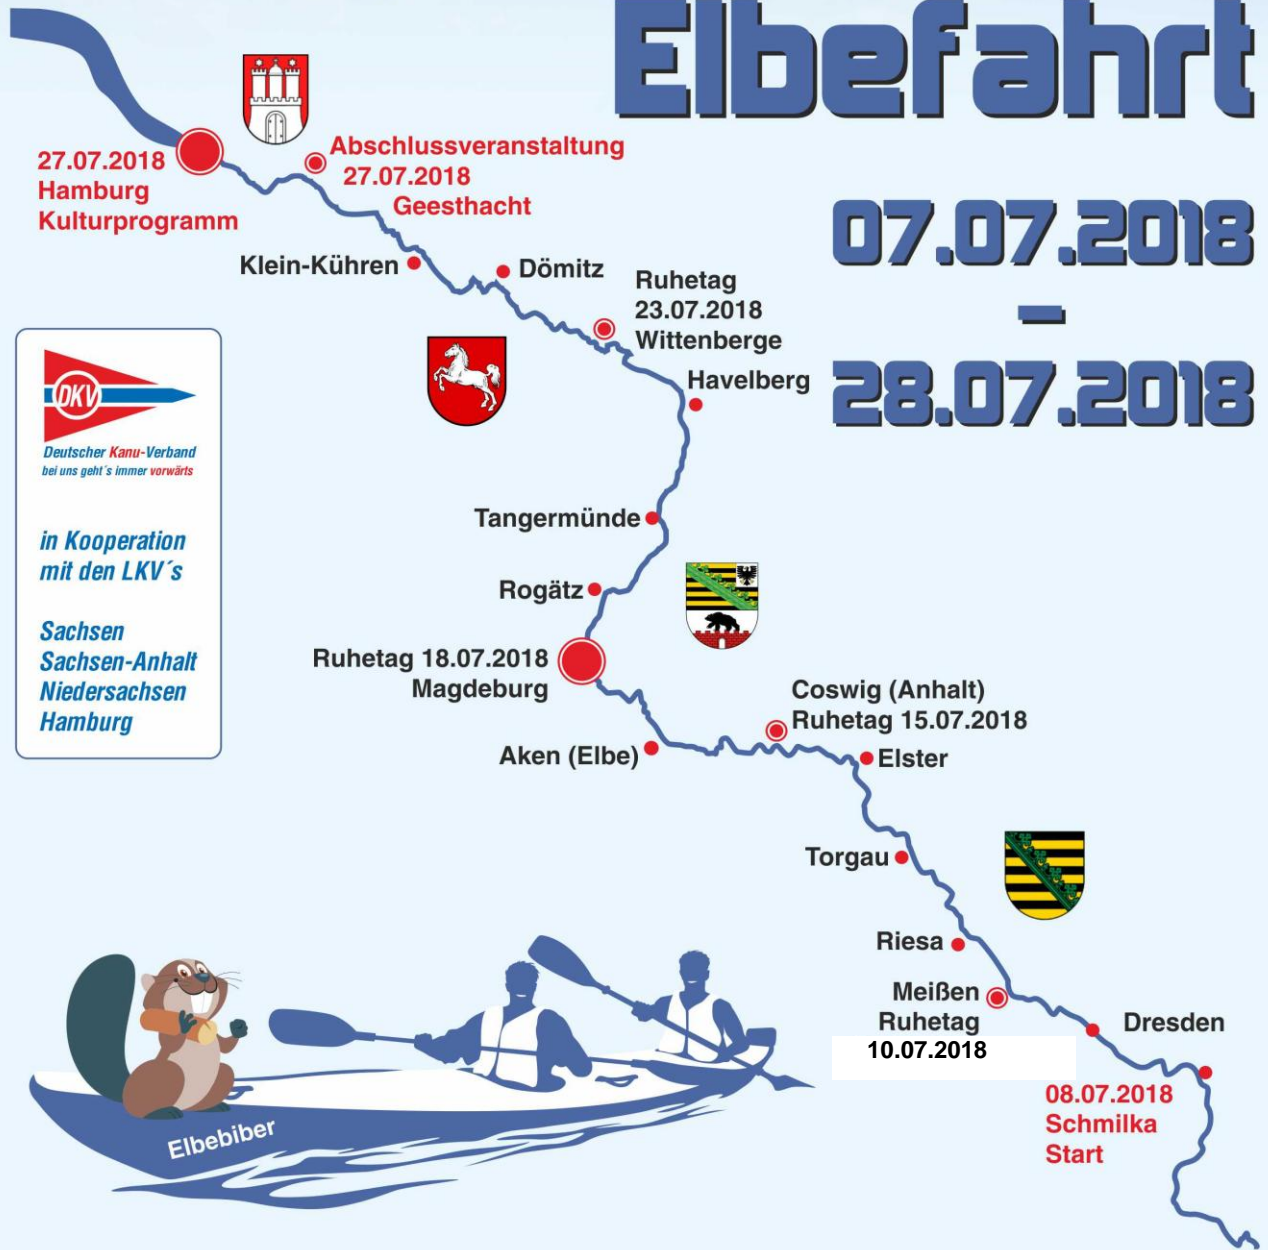 Elbefahrt
07.07.2018
–
28.07.2018
27.07.2018
Hamburg
Kulturprogramm
Abschlussveranstaltung
27.07.2018
Geesthacht
Klein-Kühren
Dömitz
Ruhetag
23.07.2018
Wittenberge
Havelberg
DKV
Deutscher Kanu-Verband
bei uns geht´s immer vorwärts
in Kooperation
mit den LKV´s
Sachsen
Sachsen-Anhalt
Niedersachsen
Hamburg
Tangermünde
Rogätz
Ruhetag 18.07.2018
Magdeburg
Coswig (Anhalt)
Ruhetag 15.07.2018
Aken (Elbe)
Elster
Torgau
Riesa
Meißen
Ruhetag
10.07.2018
Dresden
08.07.2018
Schmilka
Start
Elbebiber